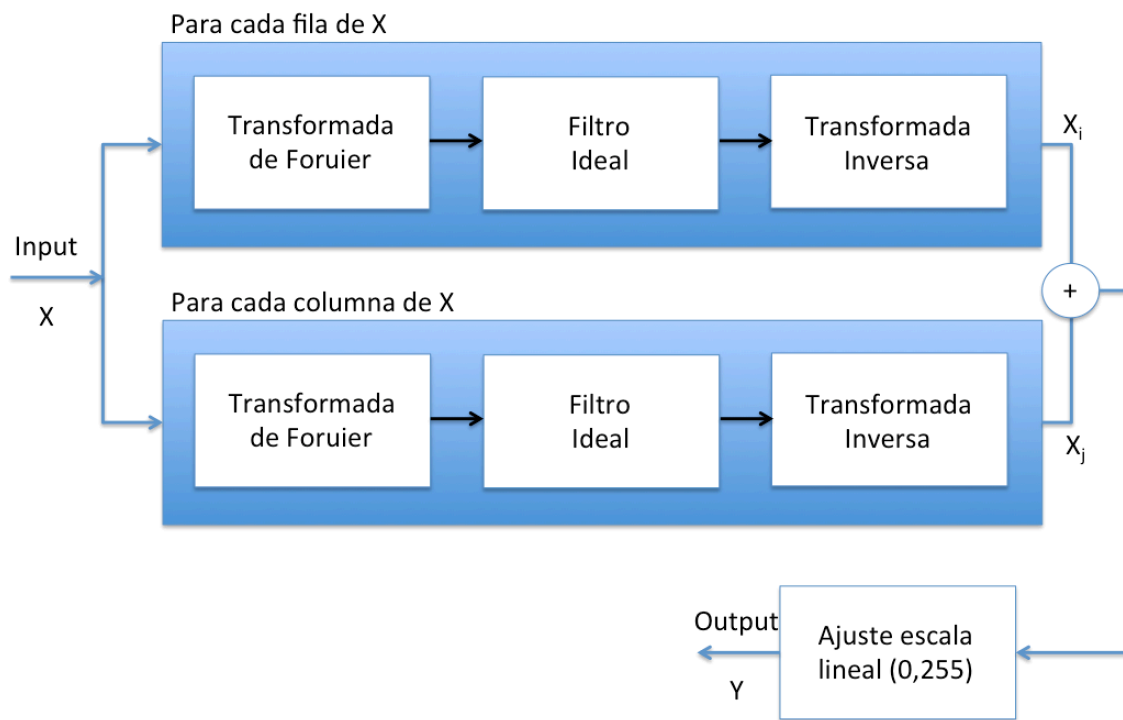 Para cada fila de X
Transformada
de Foruier
Filtro
Ideal
Transformada
Inversa
Xi
Input
X
Para cada columna de X
+
Transformada
de Foruier
Filtro
Ideal
Transformada
Inversa
Xj
Output
Y
Ajuste escala
lineal (0,255)